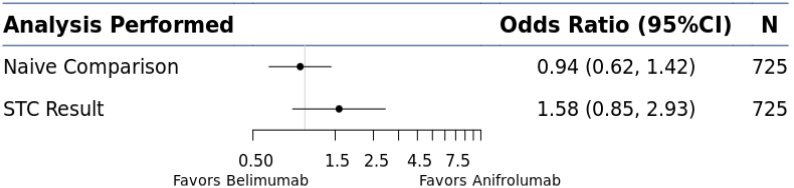 Analysis Performed Odds Ratio (95%CI) N
Naive Comparison 0.94 (0.62, 1.42) 725
STC Result 1.58 (0.85, 2.93) 725
0.50 1.5 2.5 4.5 7.5
Favors Belimumab Favors Anifrolumab